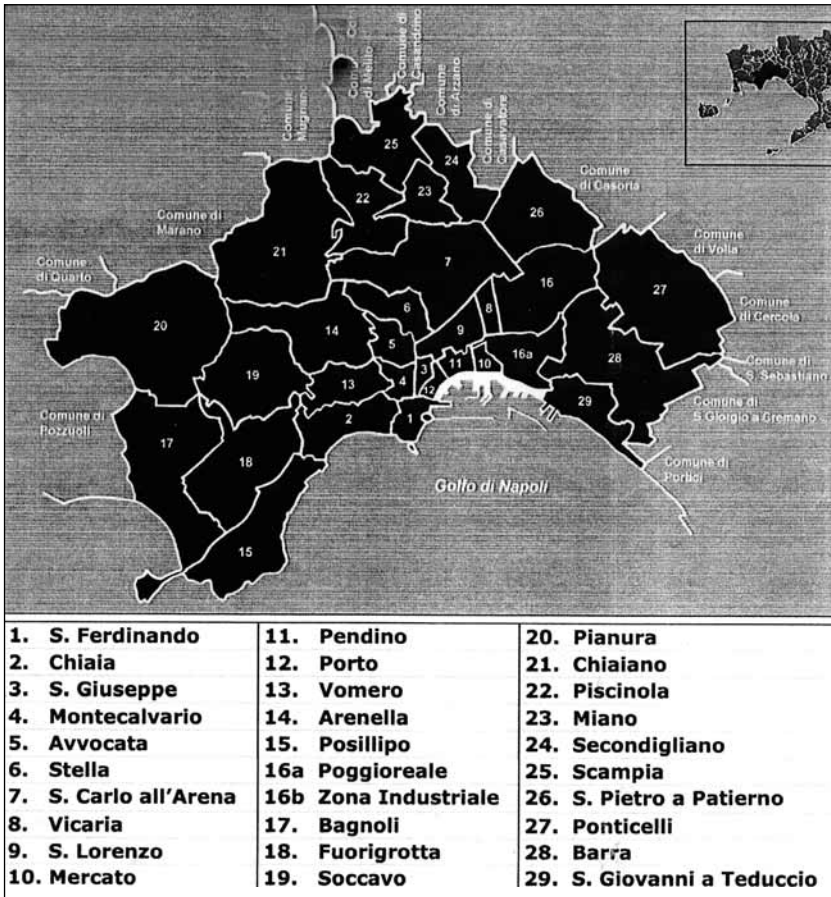 Comune di Mugnano
Comune di Melito
Comune di Casandrino
Comune di Arzano
Comune di Casavatore
Comune di Casoria
Comune di Marano
Comune di Quarto
Comune di Volla
Comune di Cercola
Comune di S. Sebastiano
Comune di S Giorgio a Cremano
Comune di Pozzuoli
Comune di Portici
Golfo di Napoli
25
24
22
23
26
21
7
16
27
20
6
8
9
14
5
28
16a
19
3
11
10
13
4
12
29
2
1
17
18
15
1. S. Ferdinando
2. Chiaia
3. S. Giuseppe
4. Montecalvario
5. Avvocata
6. Stella
7. S. Carlo all'Arena
8. Vicaria
9. S. Lorenzo
10. Mercato
11. Pendino
12. Porto
13. Vomero
14. Arenella
15. Posillipo
16a Poggioreale
16b Zona Industriale
17. Bagnoli
18. Fuorigrotta
19. Soccavo
20. Pianura
21. Chiaiano
22. Piscinola
23. Miano
24. Secondigliano
25. Scampia
26. S. Pietro a Patierno
27. Ponticelli
28. Barra
29. S. Giovanni a Teduccio